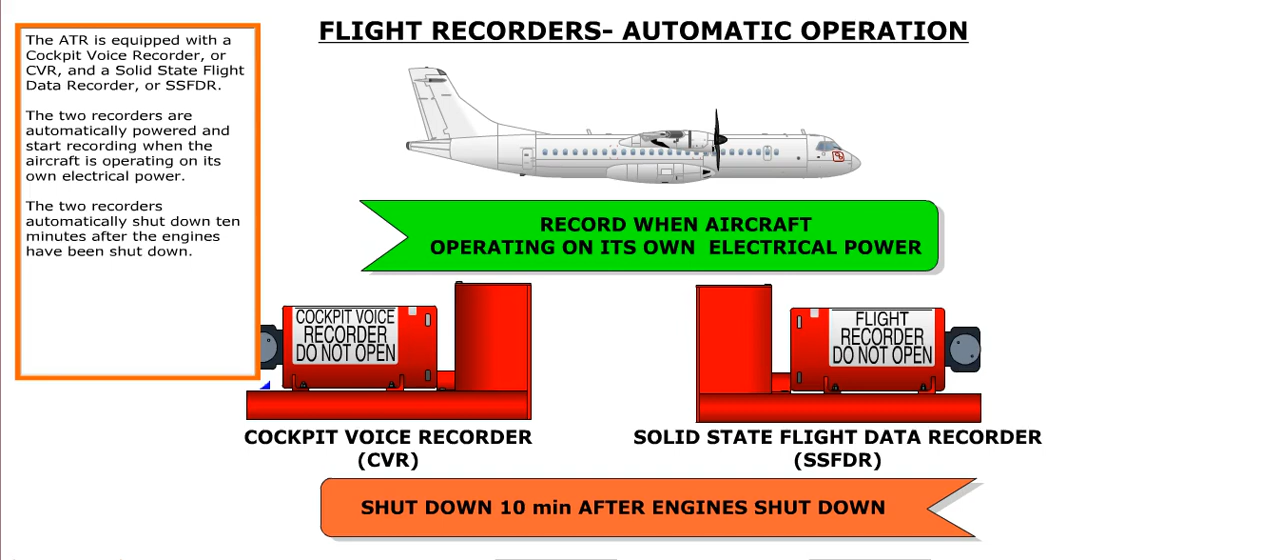 FLIGHT RECORDERS- AUTOMATIC OPERATION
The ATR is equipped with a
Cockpit Voice Recorder, or
CVR, and a Solid State Flight
Data Recorder, or SSFDR.
The two recorders are
automatically powered and
start recording when the
aircraft is operating on its
own electrical power.
The two recorders
automatically shut down ten
minutes after the engines
have been shut down.
RECORD WHEN AIRCRAFT
OPERATING ON ITS OWN ELECTRICAL POWER
COCKPIT VOICE
RECORDER
DO NOT OPEN
FLIGHT
RECORDER
DO NOT OPEN
COCKPIT VOICE RECORDER
(CVR)
SOLID STATE FLIGHT DATA RECORDER
(SSFDR)
SHUT DOWN 10 min AFTER ENGINES SHUT DOWN